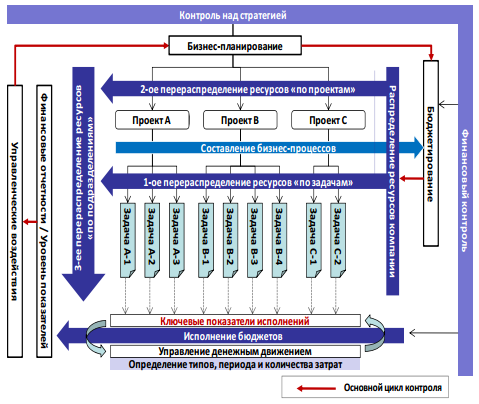 Контроль над стратегией
Бизнес-планирование
2-ое перераспределение ресурсов «по проектам»
Проект А
Проект В
Проект С
Составление бизнес-процессов
1-ое перераспределение ресурсов «по задачам»
Задача А-1
Задача А-2
Задача А-3
Задача В-1
Задача В-2
Задача В-3
Задача В-4
Задача С-1
Задача С-2
Управленческие воздействия
Финансовые отчетности / Уровень показателей
3-ее перераспределение ресурсов
«по подразделениям»
Распределение ресурсов компании
Бюджетирование
Финансовый контроль
Ключевые показатели исполнений
Исполнение бюджетов
Управление денежным движением
Определение типов, периода и количества затрат
Основной цикл контроля